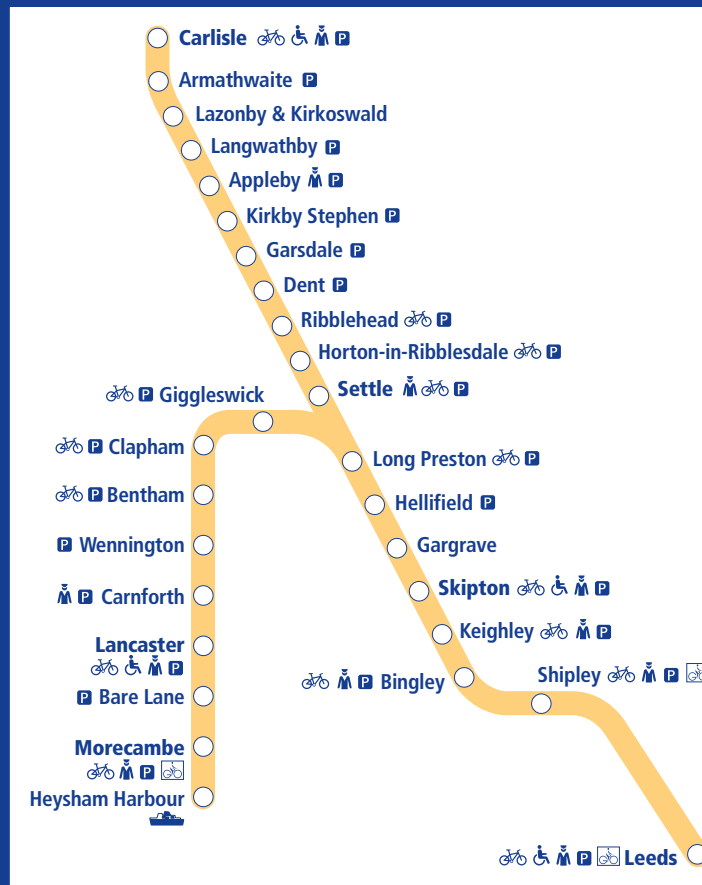 Carlisle P
Armathwaite P
Lazonby & Kirkoswald
Langwathby P
Appleby P
Kirkby Stephen P
Garsdale P
Dent P
Ribblehead P
Horton-in-Ribblesdale P
Settle P
P Giggleswick
P Clapham
Long Preston P
P Bentham
Hellifield P
P Wennington
Gargrave
P Carnforth
Skipton P
Keighley P
Lancaster
P
P Bingley
Shipley P
P Bare Lane
Morecambe
P
Heysham Harbour
P Leeds